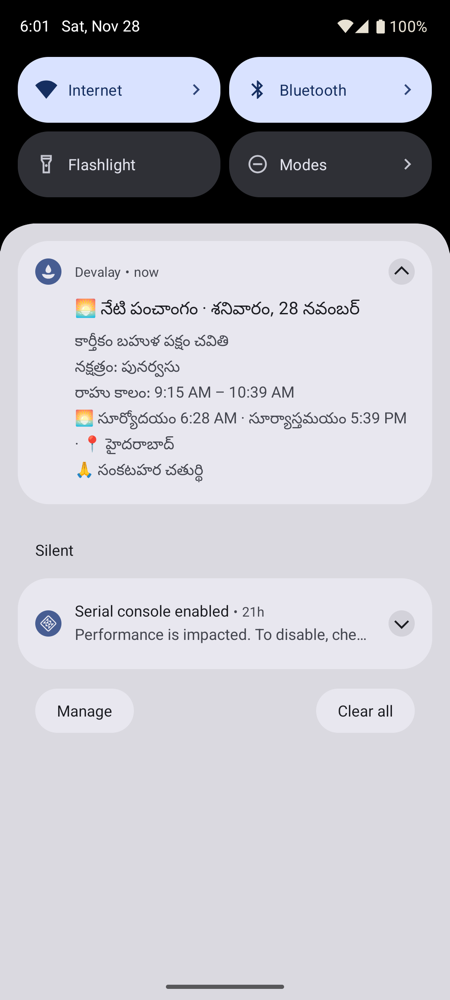 6:01 Sat, Nov 28 100%
Internet
Bluetooth
Flashlight
Modes
Devalay • now
🌅 నేటి పంచాంగం · శనివారం, 28 నవంబర్
కార్తీకం బహుళ పక్షం చవితి
నక్షత్రం: పునర్వసు
రాహు కాలం: 9:15 AM – 10:39 AM
🌅 సూర్యోదయం 6:28 AM · సూర్యాస్తమయం 5:39 PM
· 📍 హైదరాబాద్
🙏 సంకటహర చతుర్థి
Silent
Serial console enabled • 21h
Performance is impacted. To disable, che…
Manage
Clear all